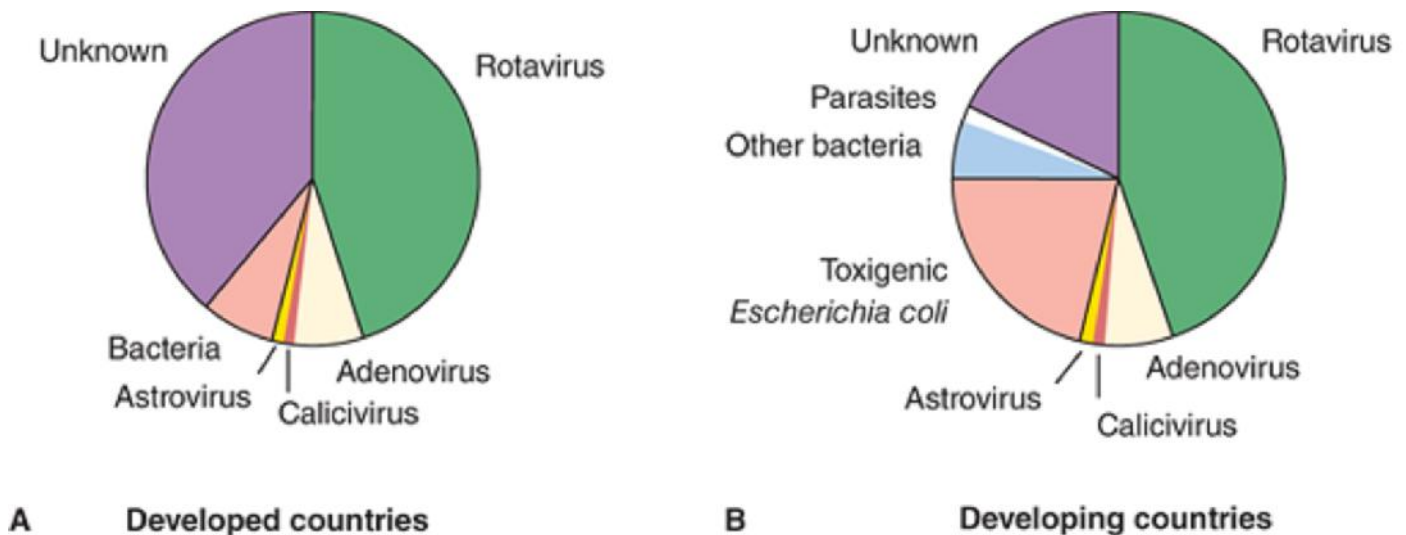 Unknown
Rotavirus
Bacteria
Astrovirus
Calicivirus
Adenovirus
A Developed countries
Unknown
Rotavirus
Parasites
Other bacteria
Toxigenic
Escherichia coli
Astrovirus
Calicivirus
Adenovirus
B Developing countries